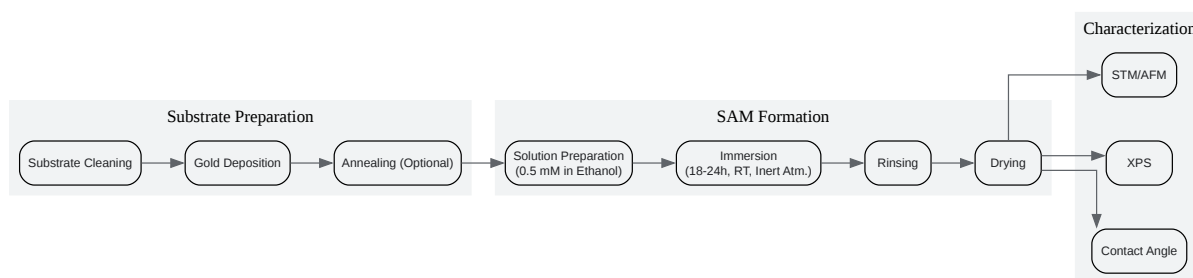 Characterization
STM/AFM
Substrate Preparation
SAM Formation
Substrate Cleaning
Gold Deposition
Annealing (Optional)
Solution Preparation
(0.5 mM in Ethanol)
Immersion
(18-24h, RT, Inert Atm.)
Rinsing
Drying
XPS
Contact Angle